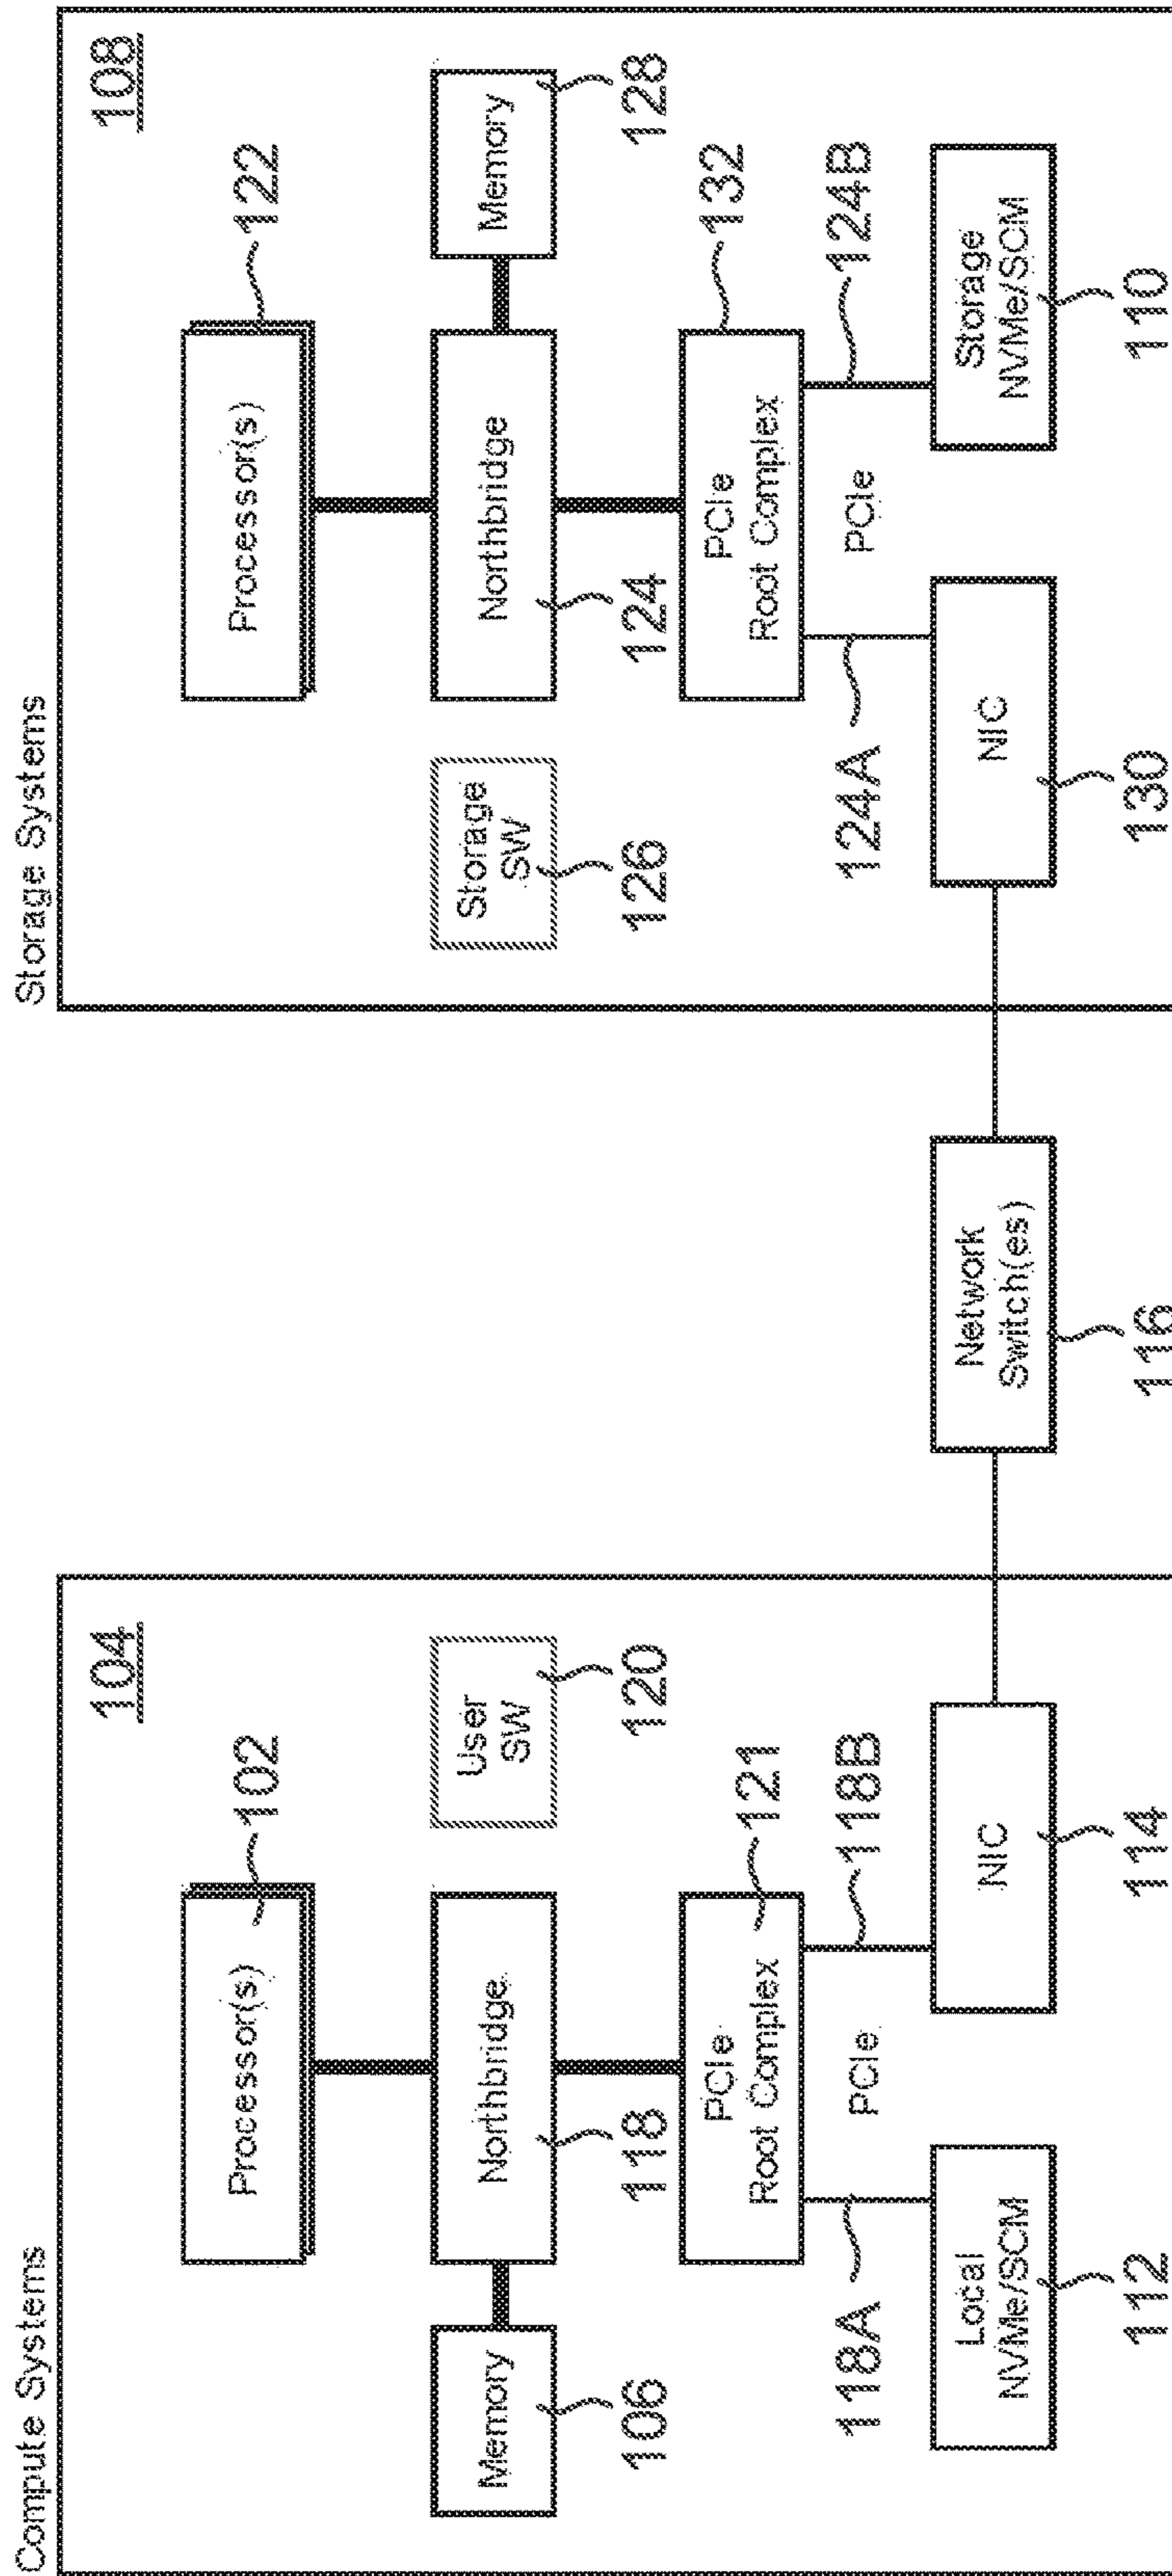 Compute Systems
104
Processor(s)
102
Memory
106
Northbridge
118
User
SW
120
PCIe
Root Complex
121
118A
PCIe
118B
Local
NVMe/SCM
112
NIC
114
Network
Switch(es)
116
Storage Systems
108
Processor(s)
122
Storage
SW
126
Northbridge
124
Memory
128
PCIe
Root Complex
132
124A
PCIe
124B
NIC
130
Storage
NVMe/SCM
110